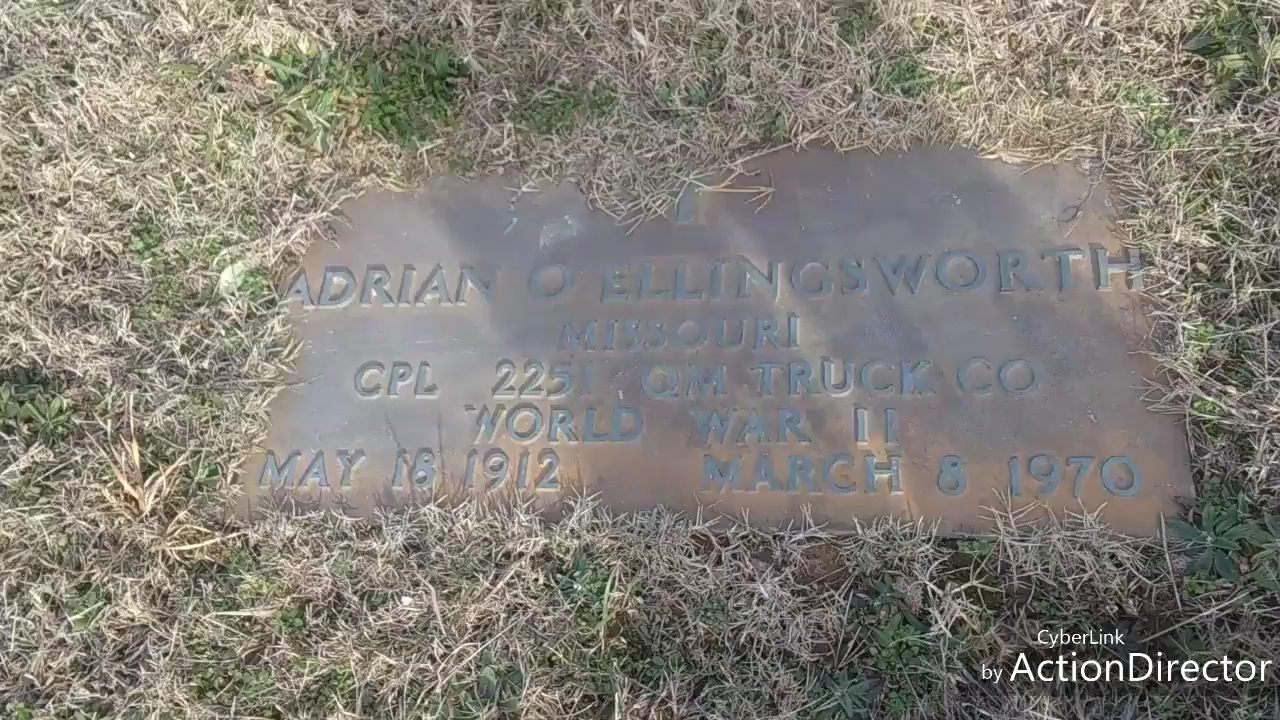 ADRIAN O ELLINGSWORTH
MISSOURI
CPL 2251 QM TRUCK CO
WORLD WAR II
MAY 18 1912 MARCH 8 1970
CyberLink
by ActionDirector